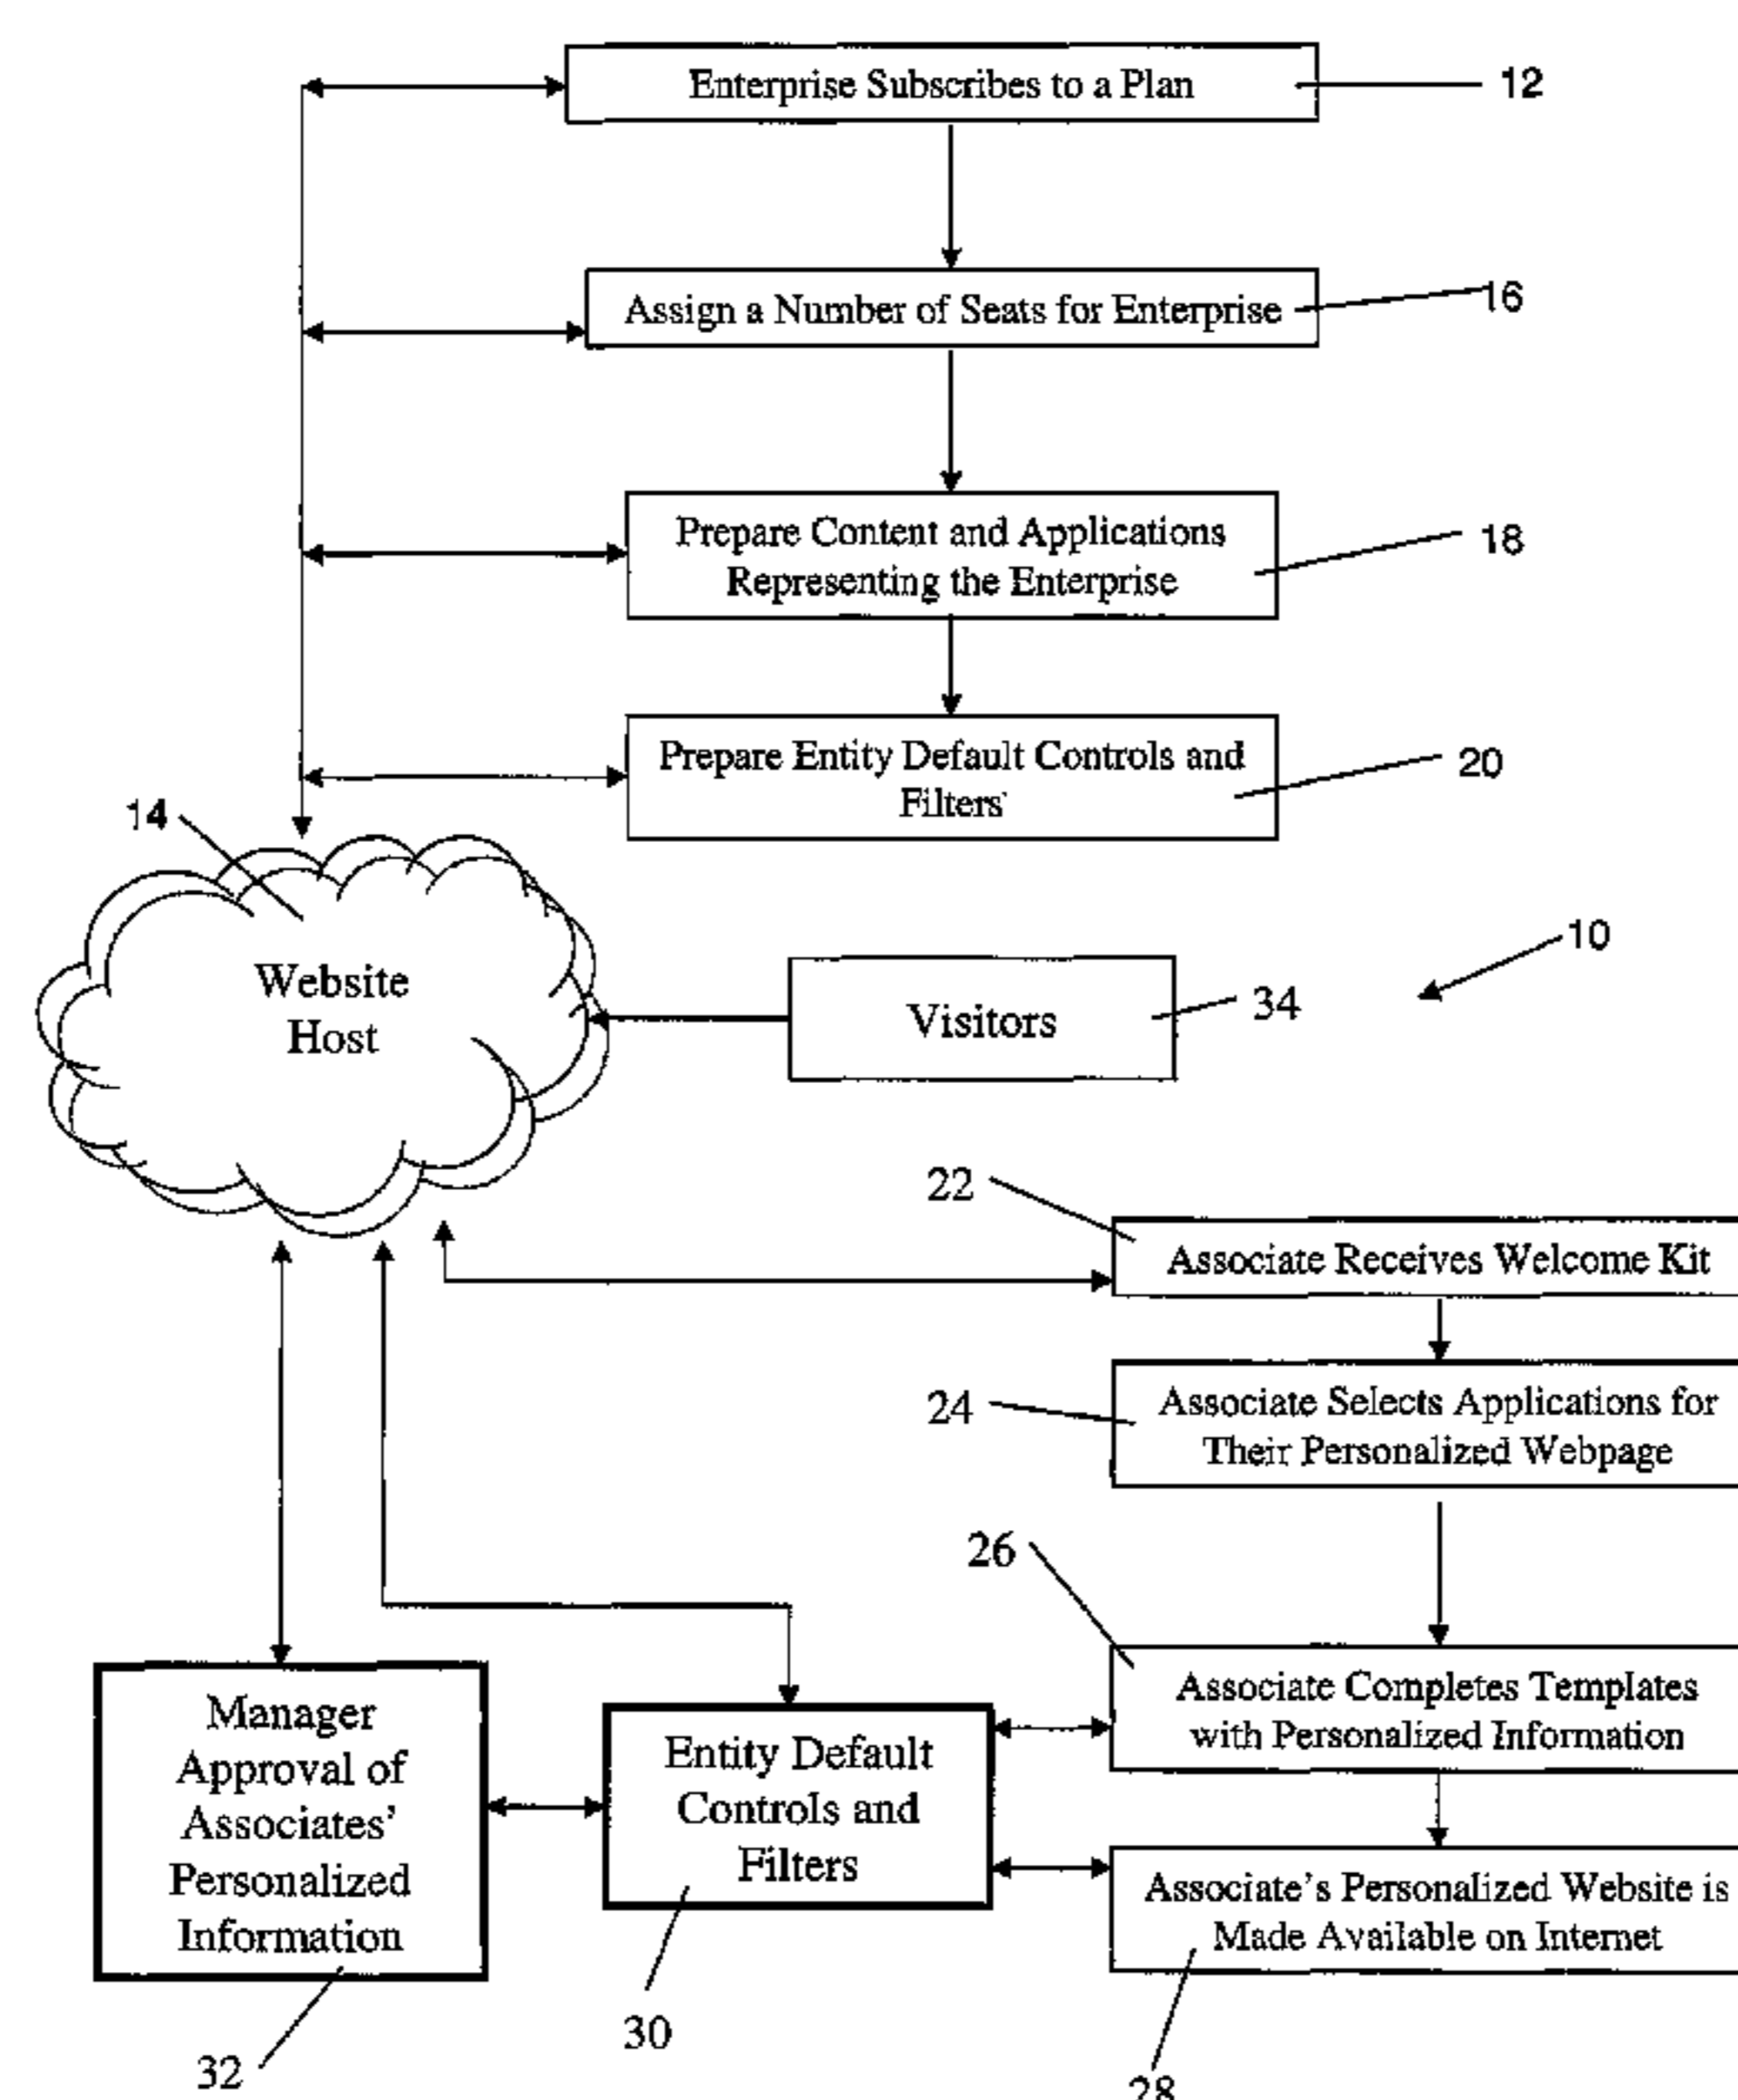 Enterprise Subscribes to a Plan
12
Assign a Number of Seats for Enterprise
16
Prepare Content and Applications
Representing the Enterprise
18
Prepare Entity Default Controls and
Filters
20
14
Website
Host
Visitors
34
10
22
Associate Receives Welcome Kit
24
Associate Selects Applications for
Their Personalized Webpage
26
Associate Completes Templates
with Personalized Information
Manager
Approval of
Associates’
Personalized
Information
32
Entity Default
Controls and
Filters
30
Associate’s Personalized Website is
Made Available on Internet
28